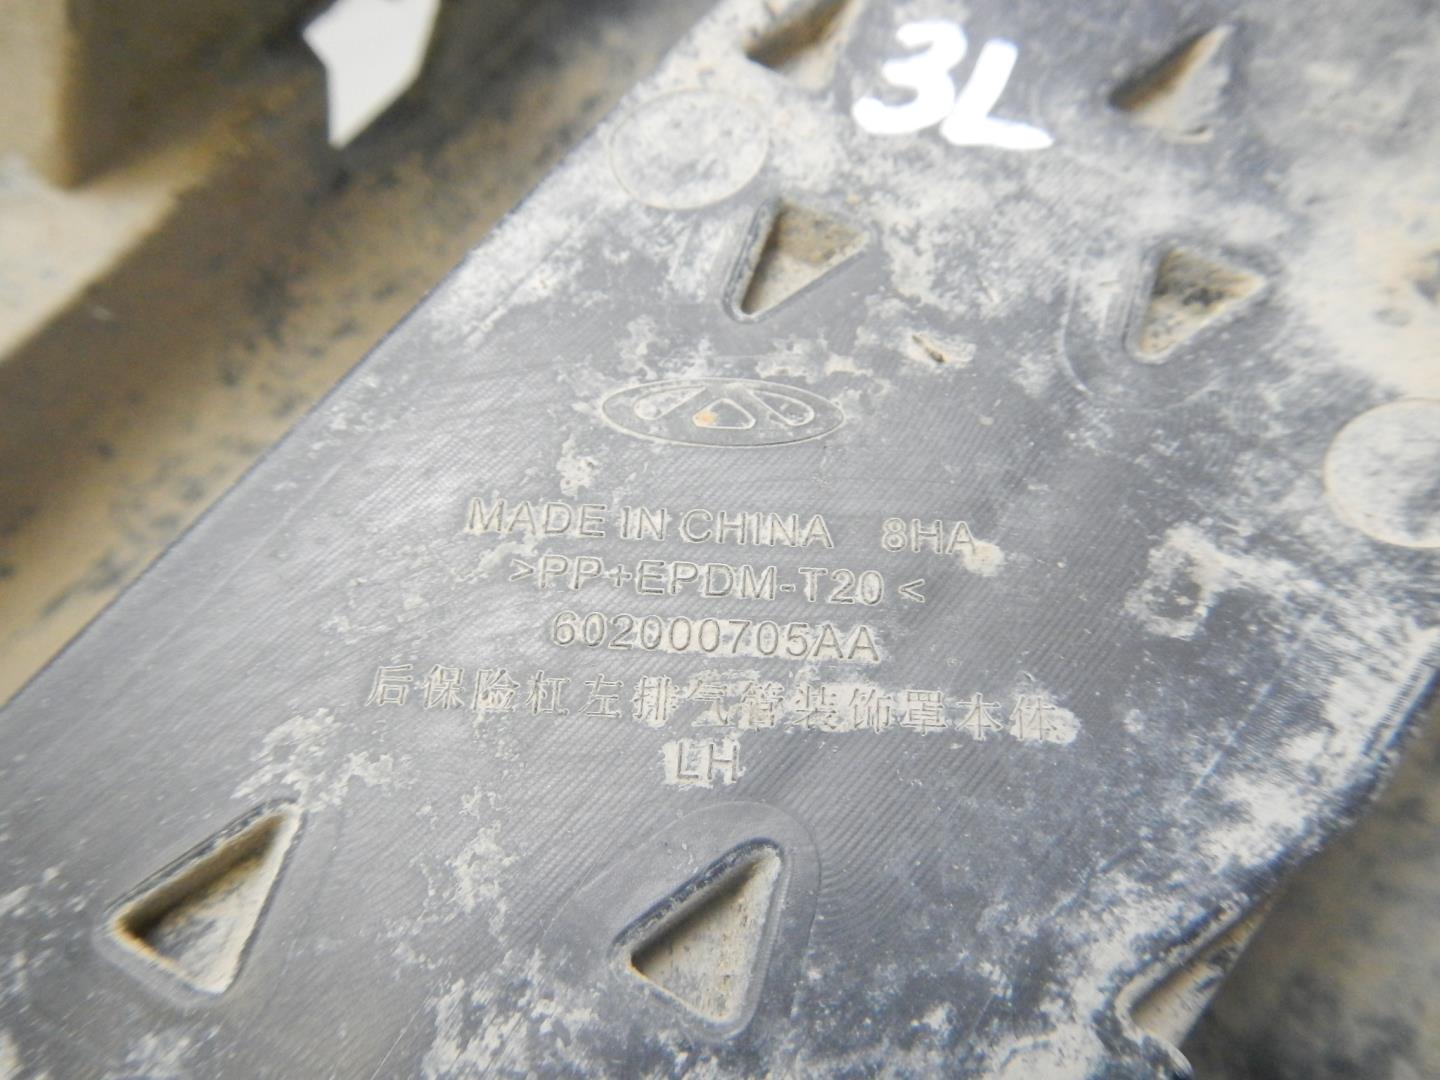 3L
MADE IN CHINA 8HA
>PP+EPDM-T20<
602000705AA
后保险杠左排气管装饰罩本体
LH